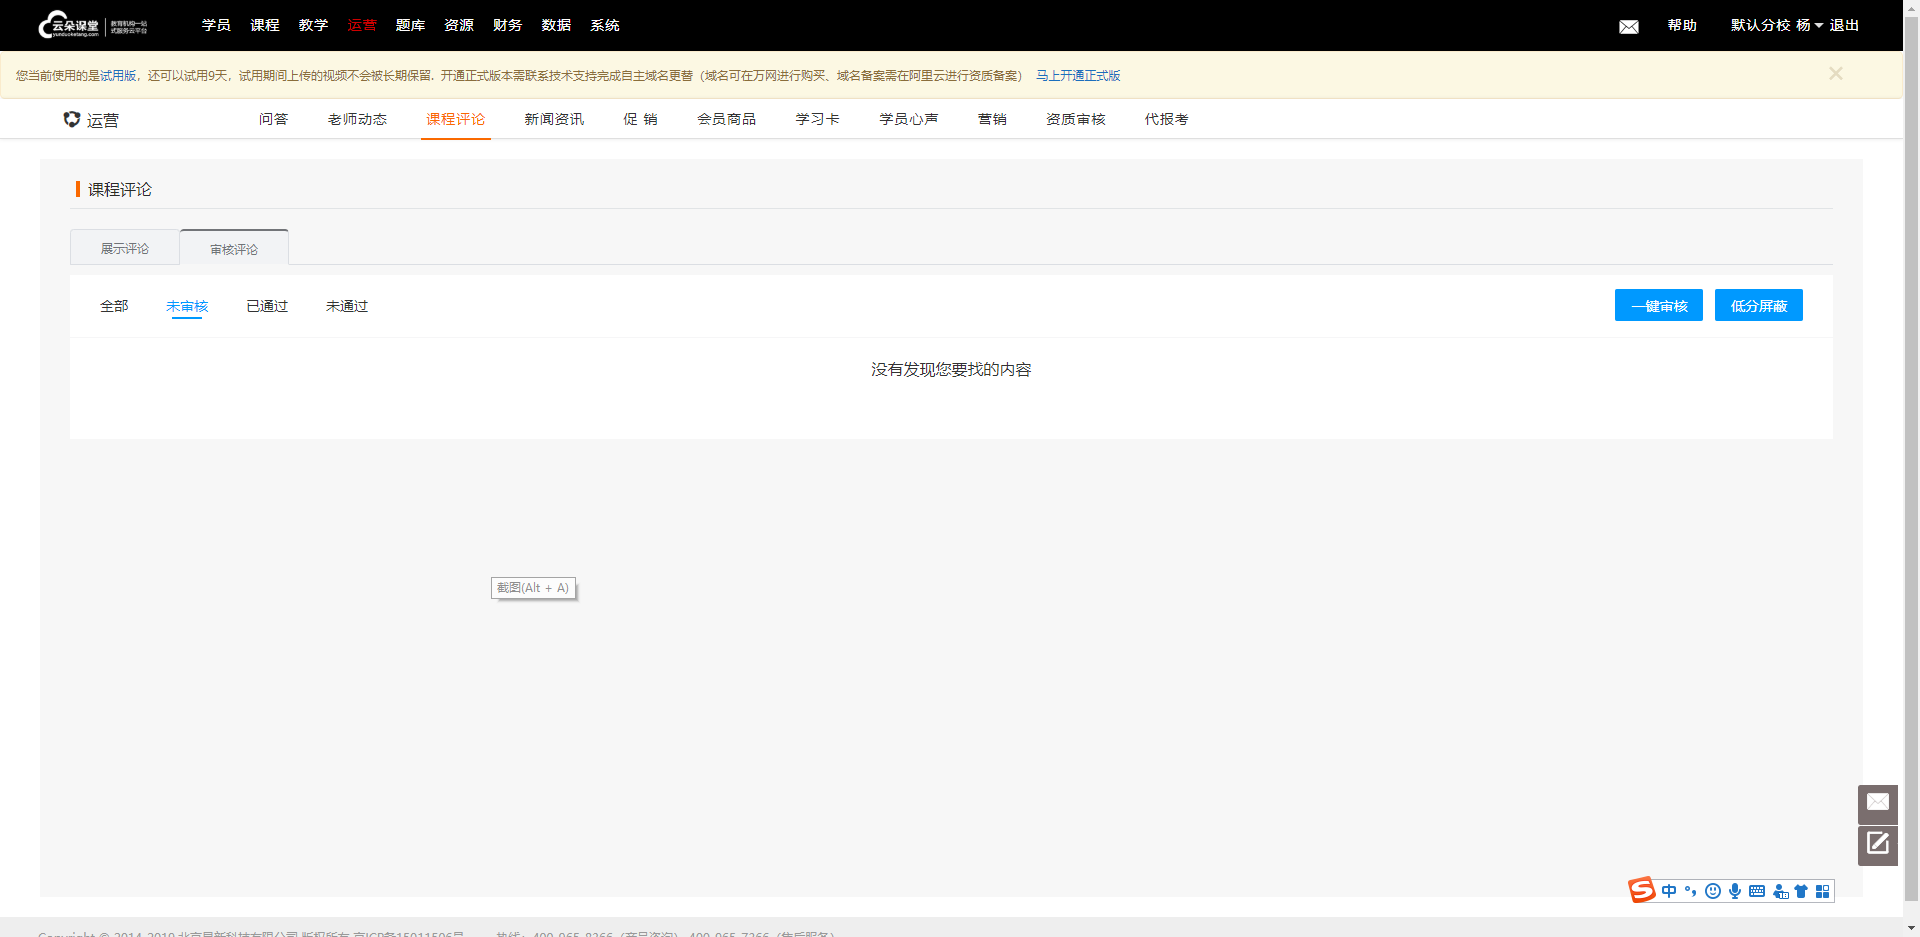 云朵课堂 教育机构一站
yunduoketang.com 式服务云平台
学员 课程 教学 运营 题库 资源 财务 数据 系统 帮助 默认分校 杨 退出
您当前使用的是试用版，还可以试用9天，试用期间上传的视频不会被长期保留. 开通正式版本需联系技术支持完成自主域名更替（域名可在万网进行购买、域名备案需在阿里云进行资质备案） 马上开通正式版
运营 问答 老师动态 课程评论 新闻资讯 促 销 会员商品 学习卡 学员心声 营销 资质审核 代报考
课程评论
展示评论 审核评论
全部 未审核 已通过 未通过 一键审核 低分屏蔽
没有发现您要找的内容
截图(Alt + A)
中